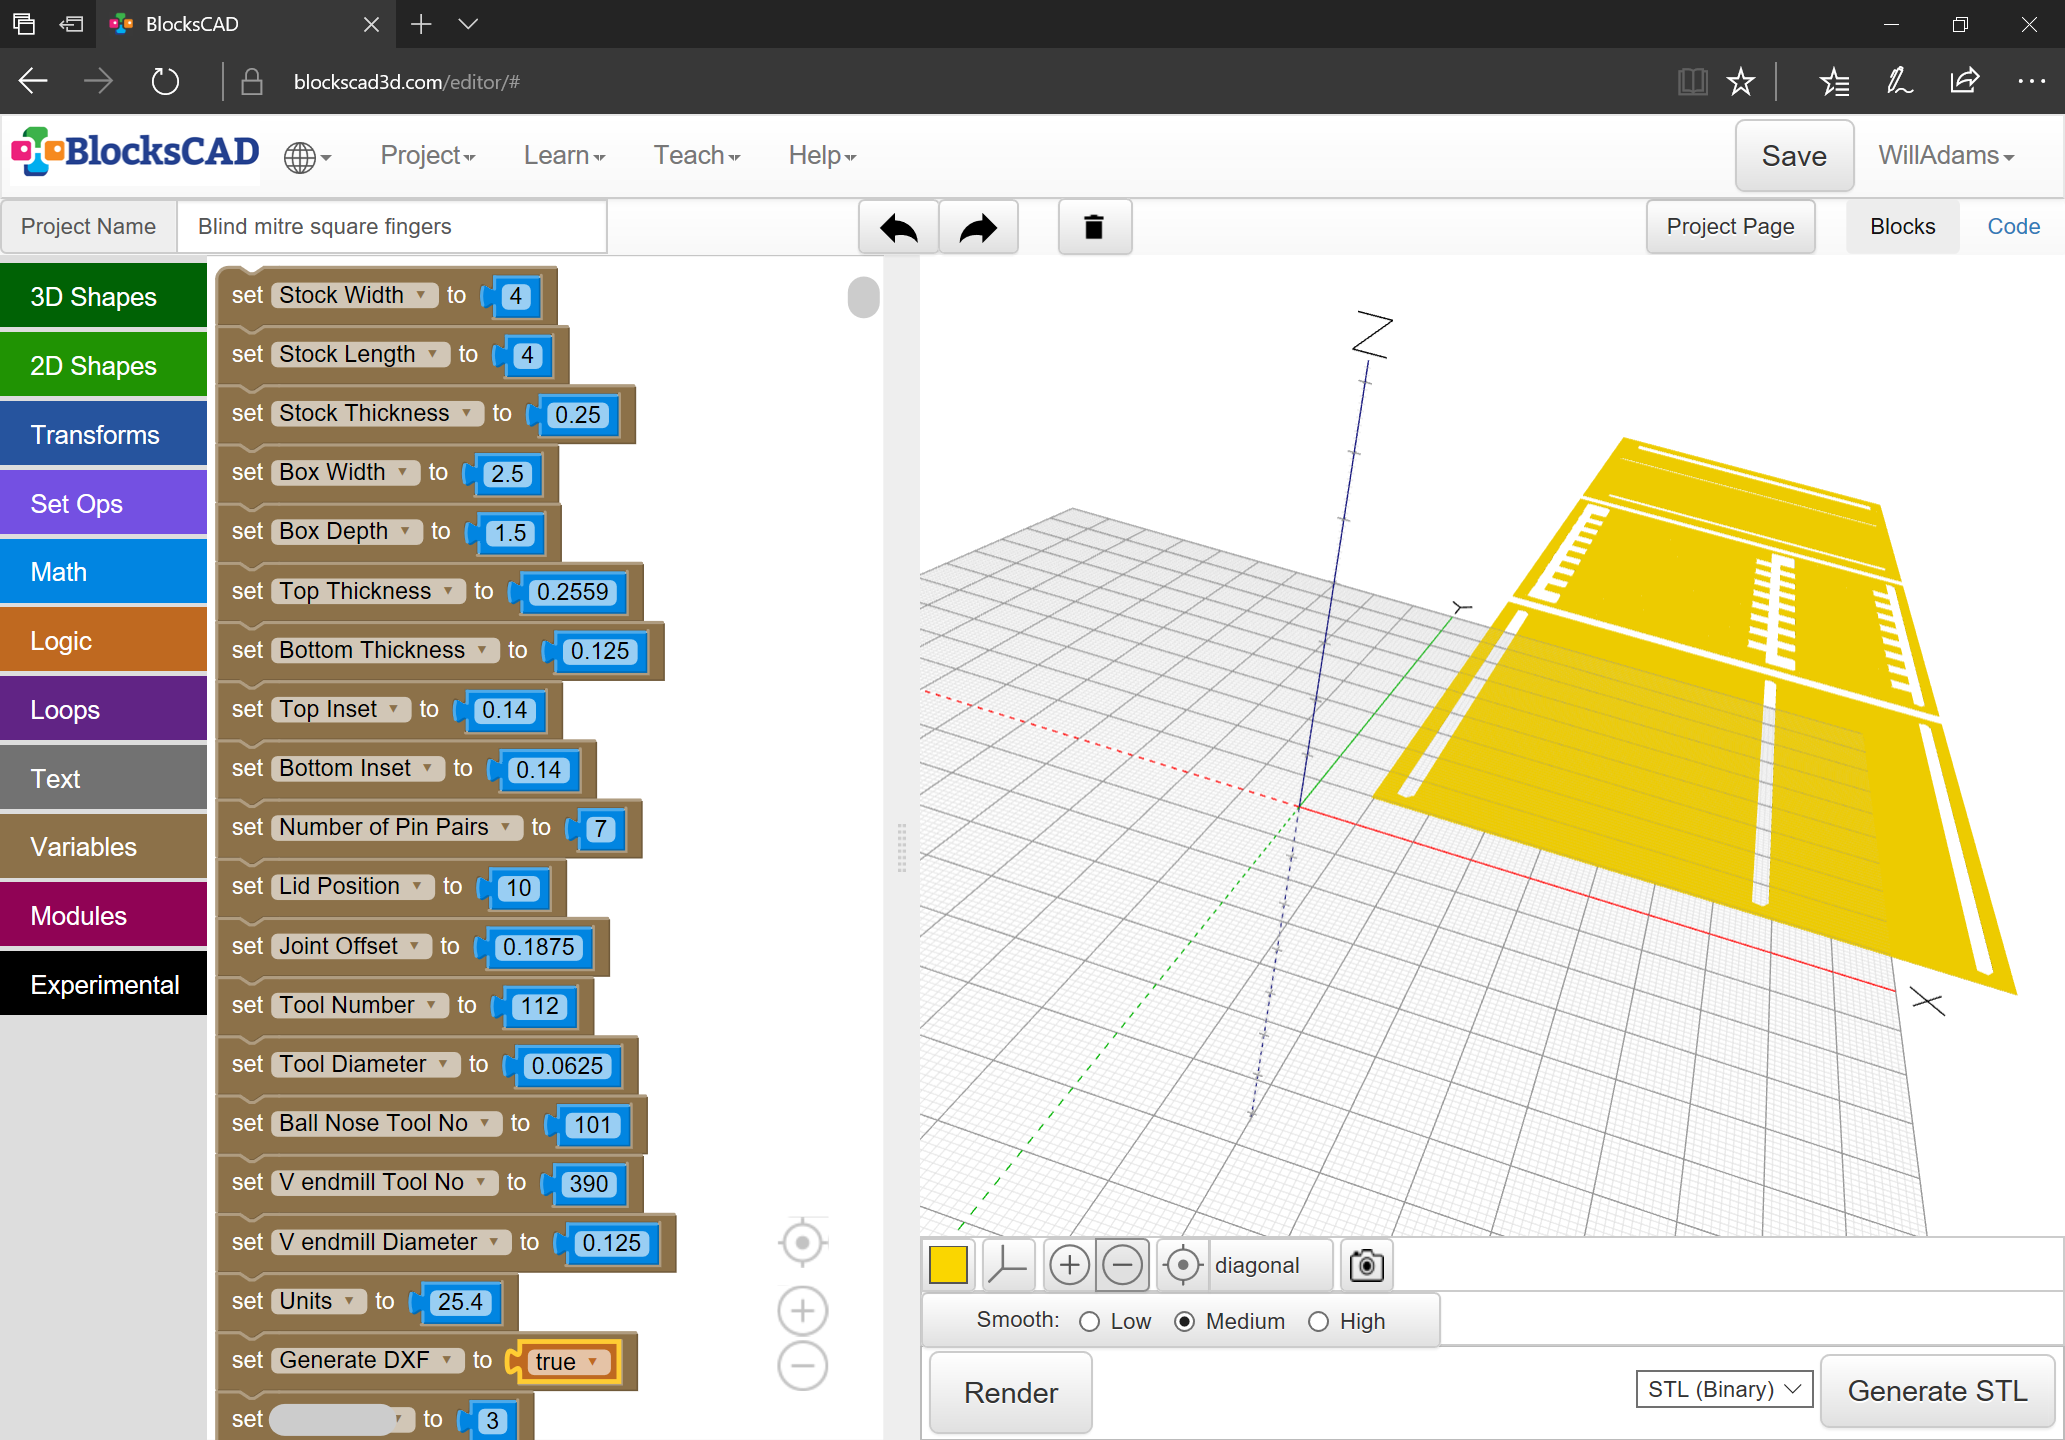 BlocksCAD
blockscad3d.com/editor/#
BlocksCAD
Project
Learn
Teach
Help
Save
WillAdams
Project Name
Blind mitre square fingers
Project Page
Blocks
Code
3D Shapes
2D Shapes
Transforms
Set Ops
Math
Logic
Loops
Text
Variables
Modules
Experimental
set Stock Width to 4
set Stock Length to 4
set Stock Thickness to 0.25
set Box Width to 2.5
set Box Depth to 1.5
set Top Thickness to 0.2559
set Bottom Thickness to 0.125
set Top Inset to 0.14
set Bottom Inset to 0.14
set Number of Pin Pairs to 7
set Lid Position to 10
set Joint Offset to 0.1875
set Tool Number to 112
set Tool Diameter to 0.0625
set Ball Nose Tool No to 101
set V endmill Tool No to 390
set V endmill Diameter to 0.125
set Units to 25.4
set Generate DXF to true
set to 3
Z
Y
X
diagonal
Smooth: Low Medium High
Render
STL (Binary)
Generate STL